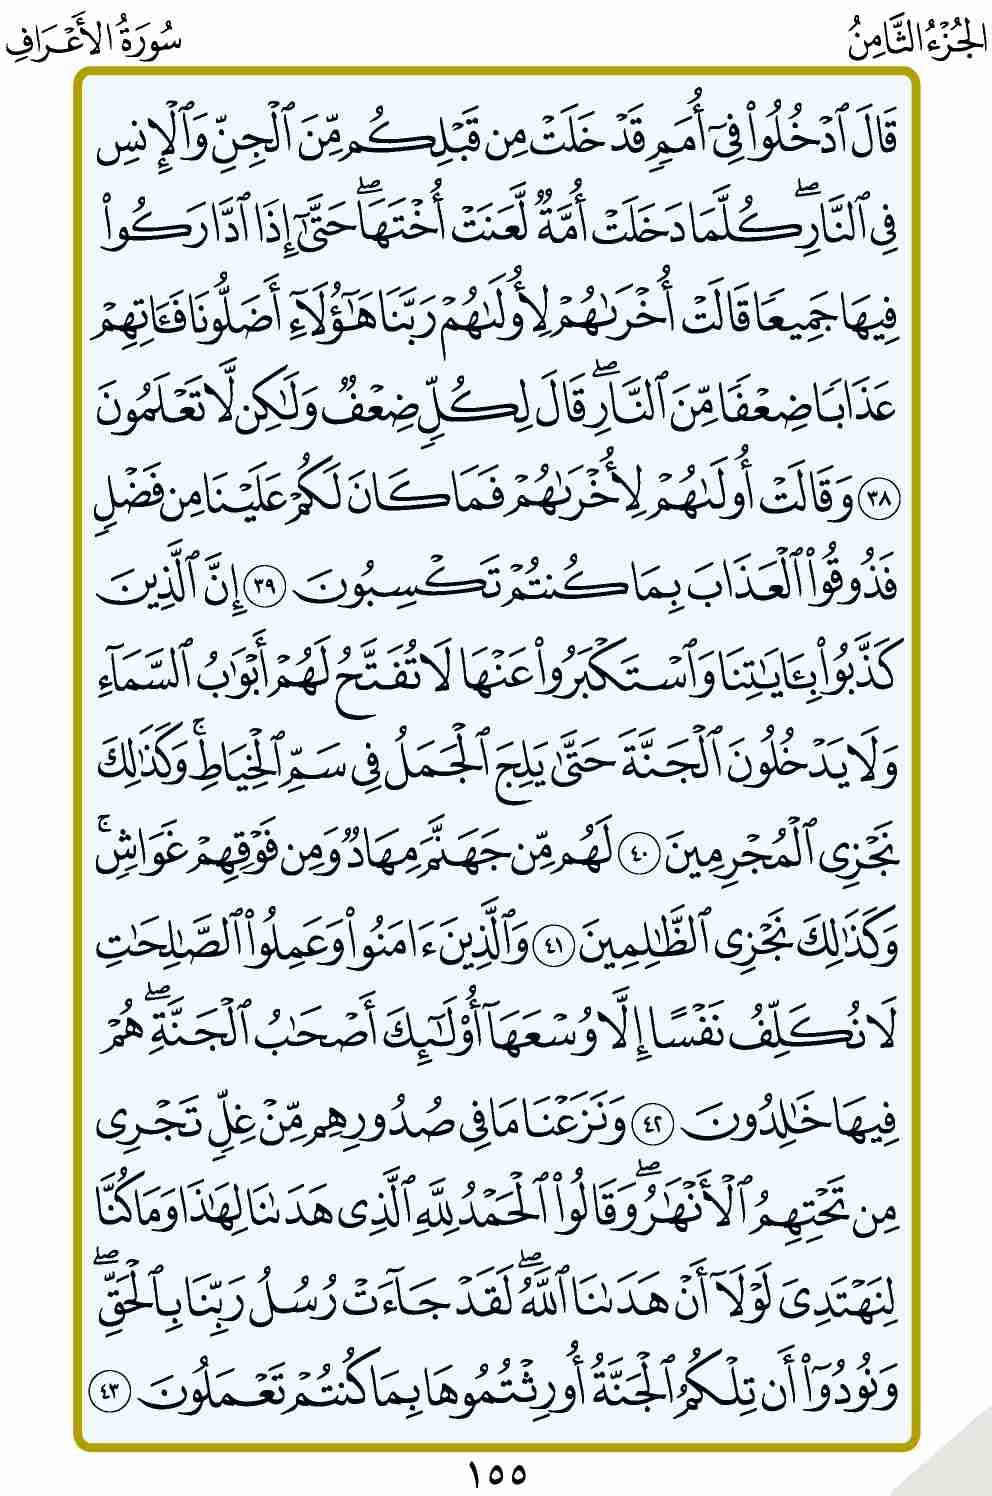 الجُزْءُ الثَّامِنُ
سُورَةُ الأَعْرَافِ
قَالَ ٱدْخُلُوا۟ فِىٓ أُمَمٍ قَدْ خَلَتْ مِن قَبْلِكُم مِّنَ ٱلْجِنِّ وَٱلْإِنسِ
فِى ٱلنَّارِ ۖ كُلَّمَا دَخَلَتْ أُمَّةٌ لَّعَنَتْ أُخْتَهَا ۖ حَتَّىٰٓ إِذَا ٱدَّارَكُوا۟
فِيهَا جَمِيعًا قَالَتْ أُخْرَىٰهُمْ لِأُولَىٰهُمْ رَبَّنَا هَـٰٓؤُلَآءِ أَضَلُّونَا فَـَٔاتِهِمْ
عَذَابًا ضِعْفًا مِّنَ ٱلنَّارِ ۖ قَالَ لِكُلٍّ ضِعْفٌ وَلَـٰكِن لَّا تَعْلَمُونَ
٣٨ وَقَالَتْ أُولَىٰهُمْ لِأُخْرَىٰهُمْ فَمَا كَانَ لَكُمْ عَلَيْنَا مِن فَضْلٍ
فَذُوقُوا۟ ٱلْعَذَابَ بِمَا كُنتُمْ تَكْسِبُونَ ٣٩ إِنَّ ٱلَّذِينَ
كَذَّبُوا۟ بِـَٔايَـٰتِنَا وَٱسْتَكْبَرُوا۟ عَنْهَا لَا تُفَتَّحُ لَهُمْ أَبْوَٰبُ ٱلسَّمَآءِ
وَلَا يَدْخُلُونَ ٱلْجَنَّةَ حَتَّىٰ يَلِجَ ٱلْجَمَلُ فِى سَمِّ ٱلْخِيَاطِ ۚ وَكَذَٰلِكَ
نَجْزِى ٱلْمُجْرِمِينَ ٤٠ لَهُم مِّن جَهَنَّمَ مِهَادٌ وَمِن فَوْقِهِمْ غَوَاشٍ ۚ
وَكَذَٰلِكَ نَجْزِى ٱلظَّـٰلِمِينَ ٤١ وَٱلَّذِينَ ءَامَنُوا۟ وَعَمِلُوا۟ ٱلصَّـٰلِحَـٰتِ
لَا نُكَلِّفُ نَفْسًا إِلَّا وُسْعَهَآ أُو۟لَـٰٓئِكَ أَصْحَـٰبُ ٱلْجَنَّةِ ۖ هُمْ
فِيهَا خَـٰلِدُونَ ٤٢ وَنَزَعْنَا مَا فِى صُدُورِهِم مِّنْ غِلٍّ تَجْرِى
مِن تَحْتِهِمُ ٱلْأَنْهَـٰرُ ۖ وَقَالُوا۟ ٱلْحَمْدُ لِلَّهِ ٱلَّذِى هَدَىٰنَا لِهَـٰذَا وَمَا كُنَّا
لِنَهْتَدِىَ لَوْلَآ أَنْ هَدَىٰنَا ٱللَّهُ ۖ لَقَدْ جَآءَتْ رُسُلُ رَبِّنَا بِٱلْحَقِّ ۖ
وَنُودُوٓا۟ أَن تِلْكُمُ ٱلْجَنَّةُ أُورِثْتُمُوهَا بِمَا كُنتُمْ تَعْمَلُونَ ٤٣
١٥٥